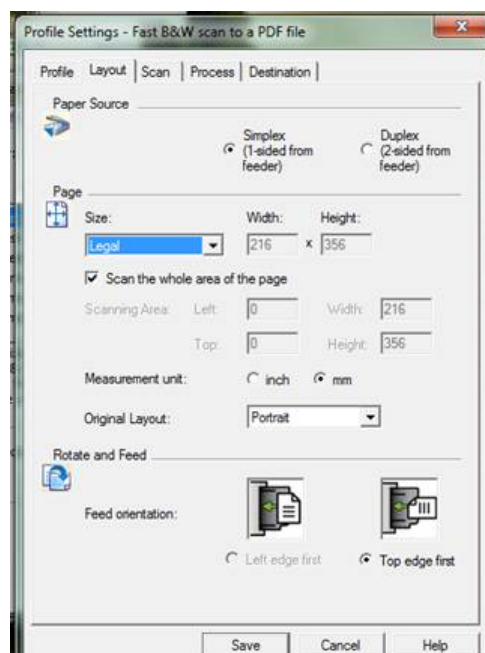 Profile Settings - Fast B&W scan to a PDF file
Profile Layout Scan Process Destination
Paper Source
Simplex
(1-sided from
feeder)
Duplex
(2-sided from
feeder)
Page
Size: Width: Height:
Legal 216 x 356
Scan the whole area of the page
Scanning Area: Left: 0 Width: 216
Top: 0 Height: 356
Measurement unit: inch mm
Original Layout: Portrait
Rotate and Feed
Feed orientation:
Left edge first Top edge first
Save Cancel Help